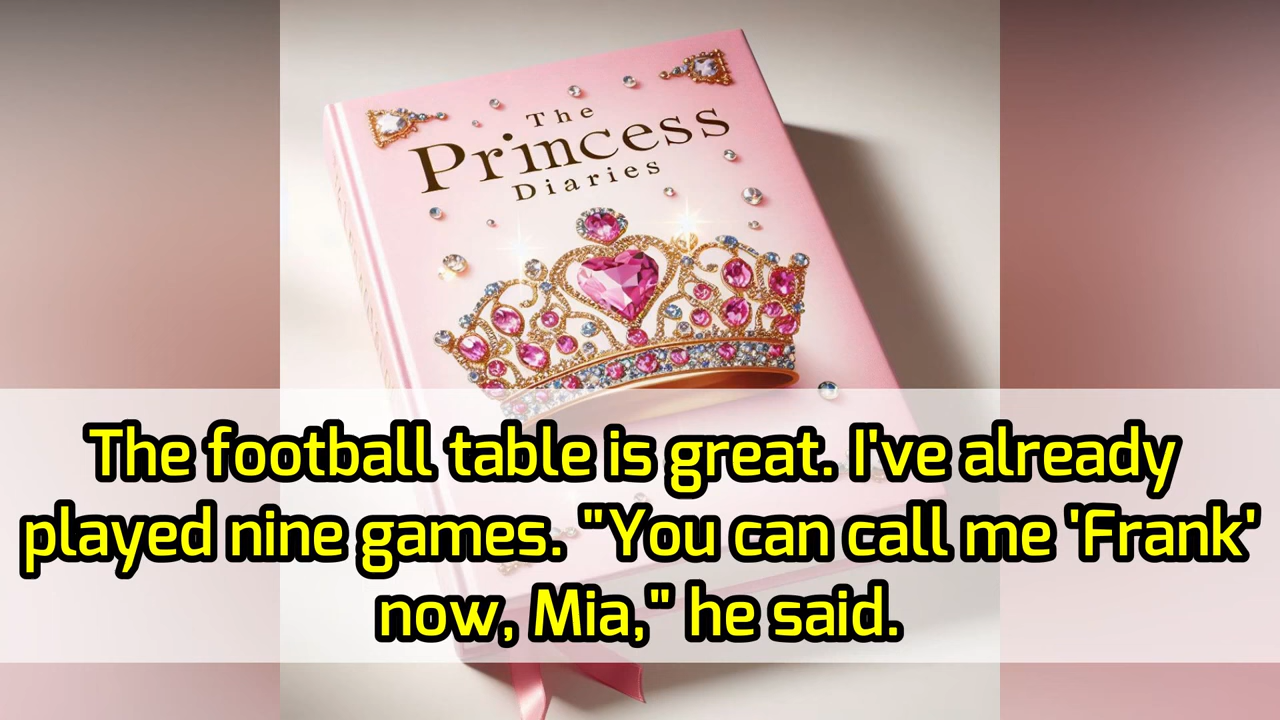 The
Princess
Diaries
The football table is great. I've already
played nine games. "You can call me 'Frank'
now, Mia," he said.